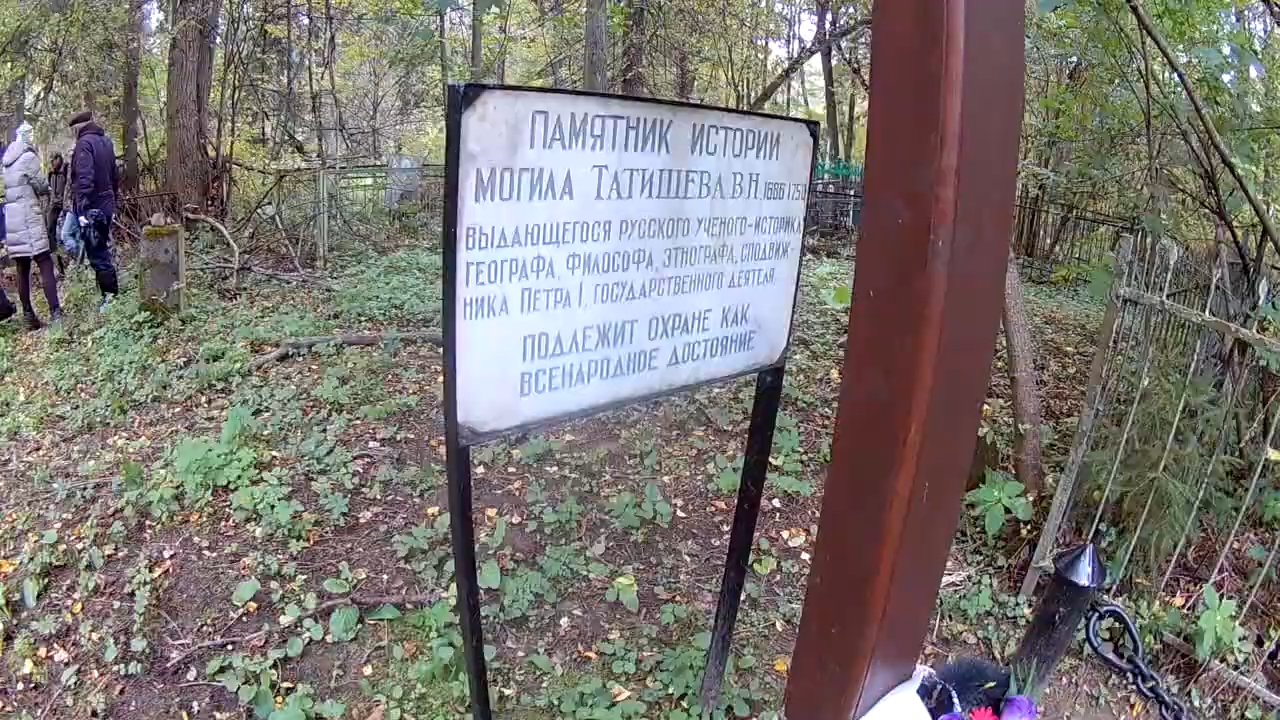 ПАМЯТНИК ИСТОРИИ
МОГИЛА ТАТИЩЕВА В.Н. 1686 1750
ВЫДАЮЩЕГОСЯ РУССКОГО УЧЕНОГО-ИСТОРИКА
ГЕОГРАФА, ФИЛОСОФА, ЭТНОГРАФА, СПОДВИЖ-
НИКА ПЕТРА I, ГОСУДАРСТВЕННОГО ДЕЯТЕЛЯ
ПОДЛЕЖИТ ОХРАНЕ КАК
ВСЕНАРОДНОЕ ДОСТОЯНИЕ